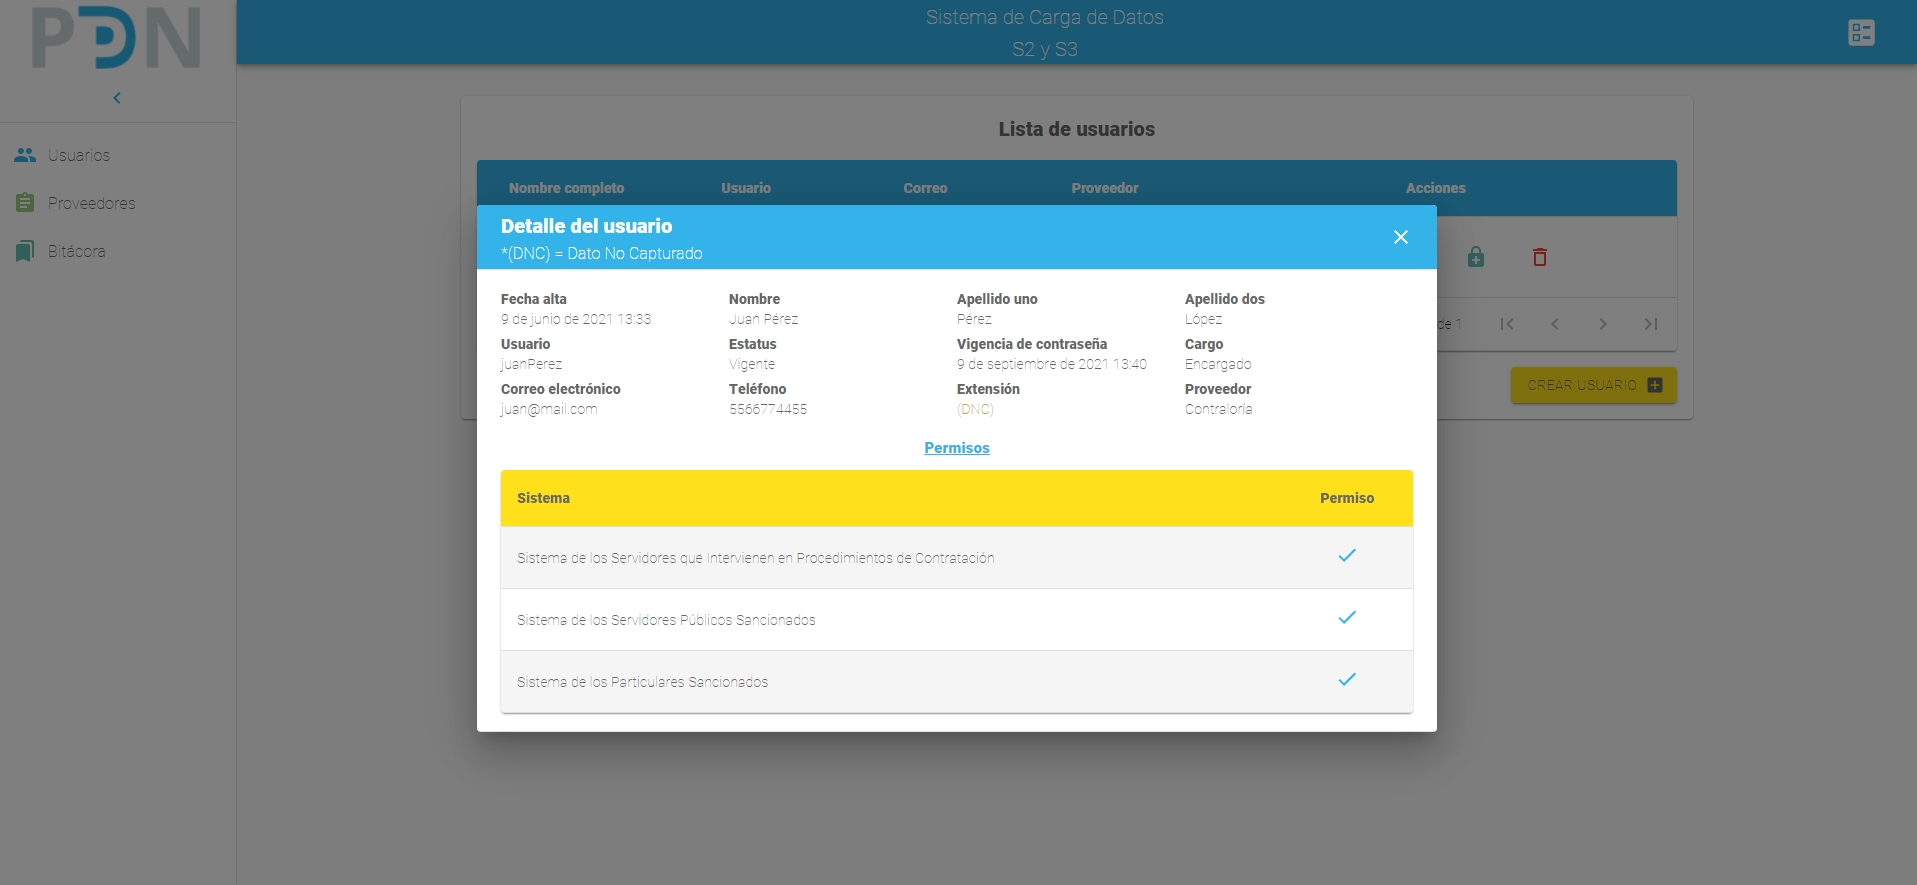 PDN
Sistema de Carga de Datos
S2 y S3
Usuarios
Proveedores
Bitácora
Lista de usuarios
Nombre completo Usuario Correo Proveedor Acciones
Detalle del usuario
*(DNC) = Dato No Capturado
Fecha alta Nombre Apellido uno Apellido dos
9 de junio de 2021 13:33 Juan Pérez Pérez López
Usuario Estatus Vigencia de contraseña Cargo
juanPerez Vigente 9 de septiembre de 2021 13:40 Encargado
Correo electrónico Teléfono Extensión Proveedor
juan@mail.com 5566774455 (DNC) Contraloría
de 1
CREAR USUARIO
Permisos
Sistema Permiso
Sistema de los Servidores que Intervienen en Procedimientos de Contratación
Sistema de los Servidores Públicos Sancionados
Sistema de los Particulares Sancionados